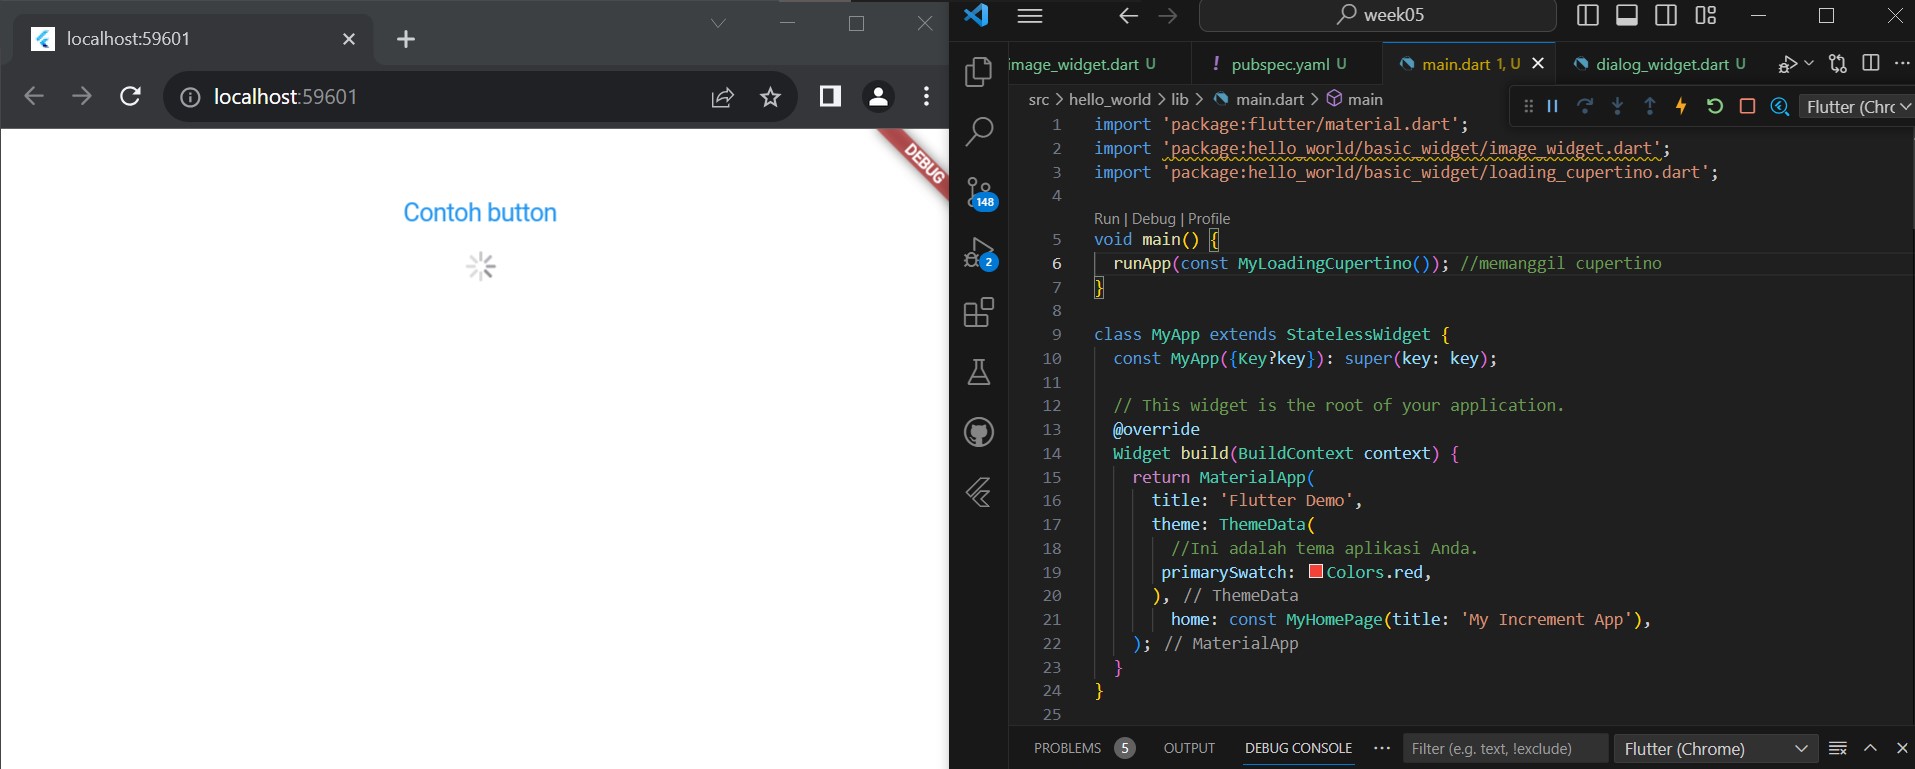 localhost:59601
localhost:59601
DEBUG
Contoh button
week05
image_widget.dart U
! pubspec.yaml U
main.dart 1, U
dialog_widget.dart U
src > hello_world > lib > main.dart > main
Flutter (Chr
1 import 'package:flutter/material.dart';
2 import 'package:hello_world/basic_widget/image_widget.dart';
3 import 'package:hello_world/basic_widget/loading_cupertino.dart';
4
148
Run | Debug | Profile
5 void main() {
2
6 runApp(const MyLoadingCupertino()); //memanggil cupertino
7 }
8
9 class MyApp extends StatelessWidget {
10 const MyApp({Key?key}): super(key: key);
11
12 // This widget is the root of your application.
13 @override
14 Widget build(BuildContext context) {
15 return MaterialApp(
16 title: 'Flutter Demo',
17 theme: ThemeData(
18 //Ini adalah tema aplikasi Anda.
19 primarySwatch: Colors.red,
20 ), // ThemeData
21 home: const MyHomePage(title: 'My Increment App'),
22 ); // MaterialApp
23 }
24 }
25
PROBLEMS 5 OUTPUT DEBUG CONSOLE ··· Filter (e.g. text, !exclude) Flutter (Chrome)